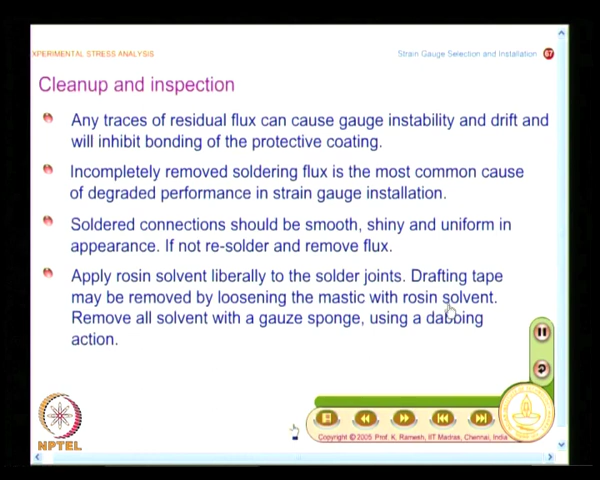 XPERIMENTAL STRESS ANALYSIS
Strain Gauge Selection and Installation 67
Cleanup and inspection
Any traces of residual flux can cause gauge instability and drift and
will inhibit bonding of the protective coating.
Incompletely removed soldering flux is the most common cause
of degraded performance in strain gauge installation.
Soldered connections should be smooth, shiny and uniform in
appearance. If not re-solder and remove flux.
Apply rosin solvent liberally to the solder joints. Drafting tape
may be removed by loosening the mastic with rosin solvent.
Remove all solvent with a gauze sponge, using a dabbing
action.
NPTEL
Copyright © 2005 Prof. K. Ramesh, IIT Madras, Chennai, India